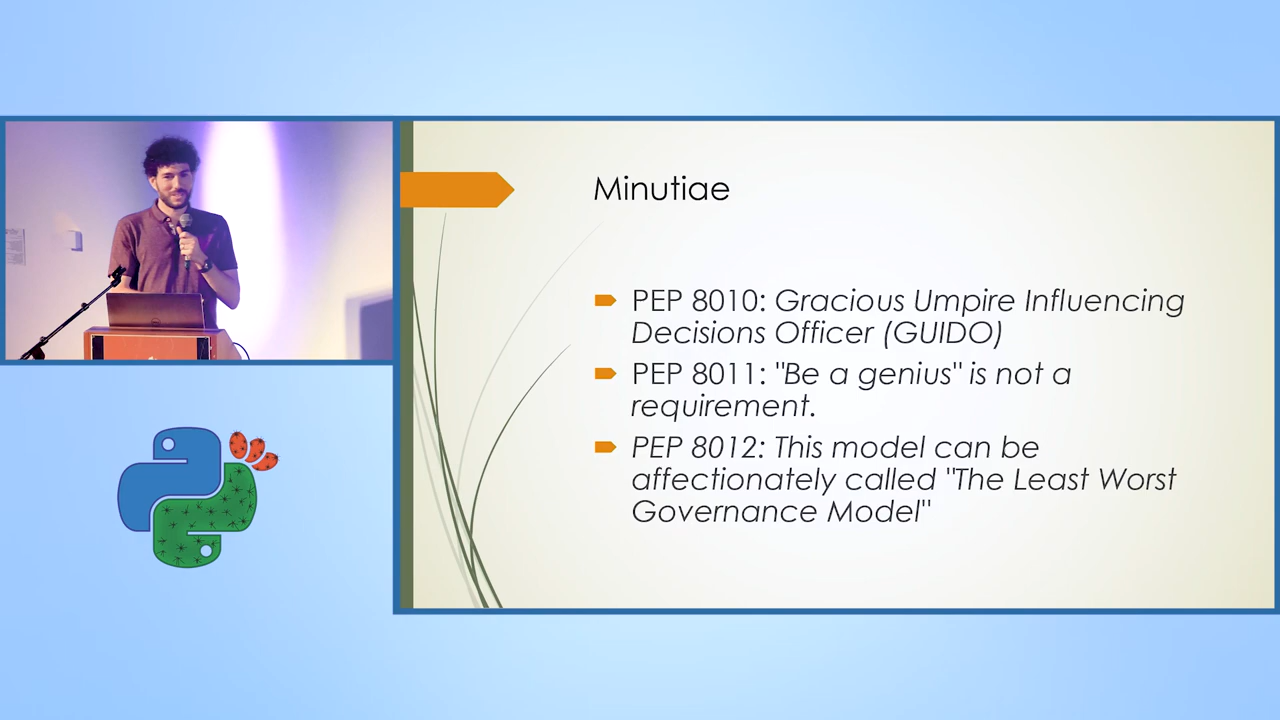 Minutiae
PEP 8010: Gracious Umpire Influencing
Decisions Officer (GUIDO)
PEP 8011: "Be a genius" is not a
requirement.
PEP 8012: This model can be
affectionately called "The Least Worst
Governance Model"